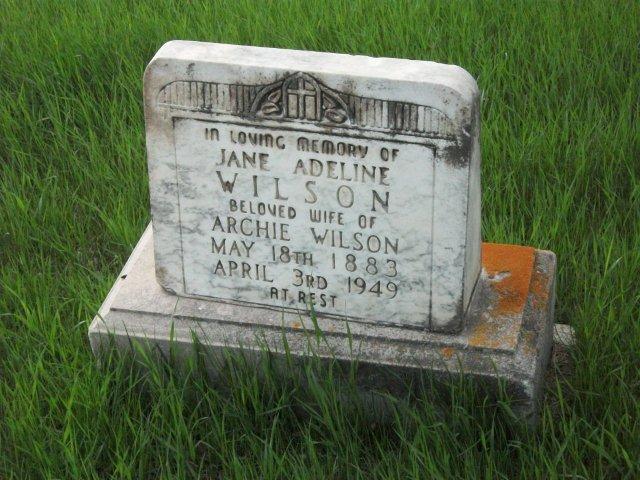 IN LOVING MEMORY OF
JANE ADELINE
WILSON
BELOVED WIFE OF
ARCHIE WILSON
MAY 18TH 1883
APRIL 3RD 1949
AT REST